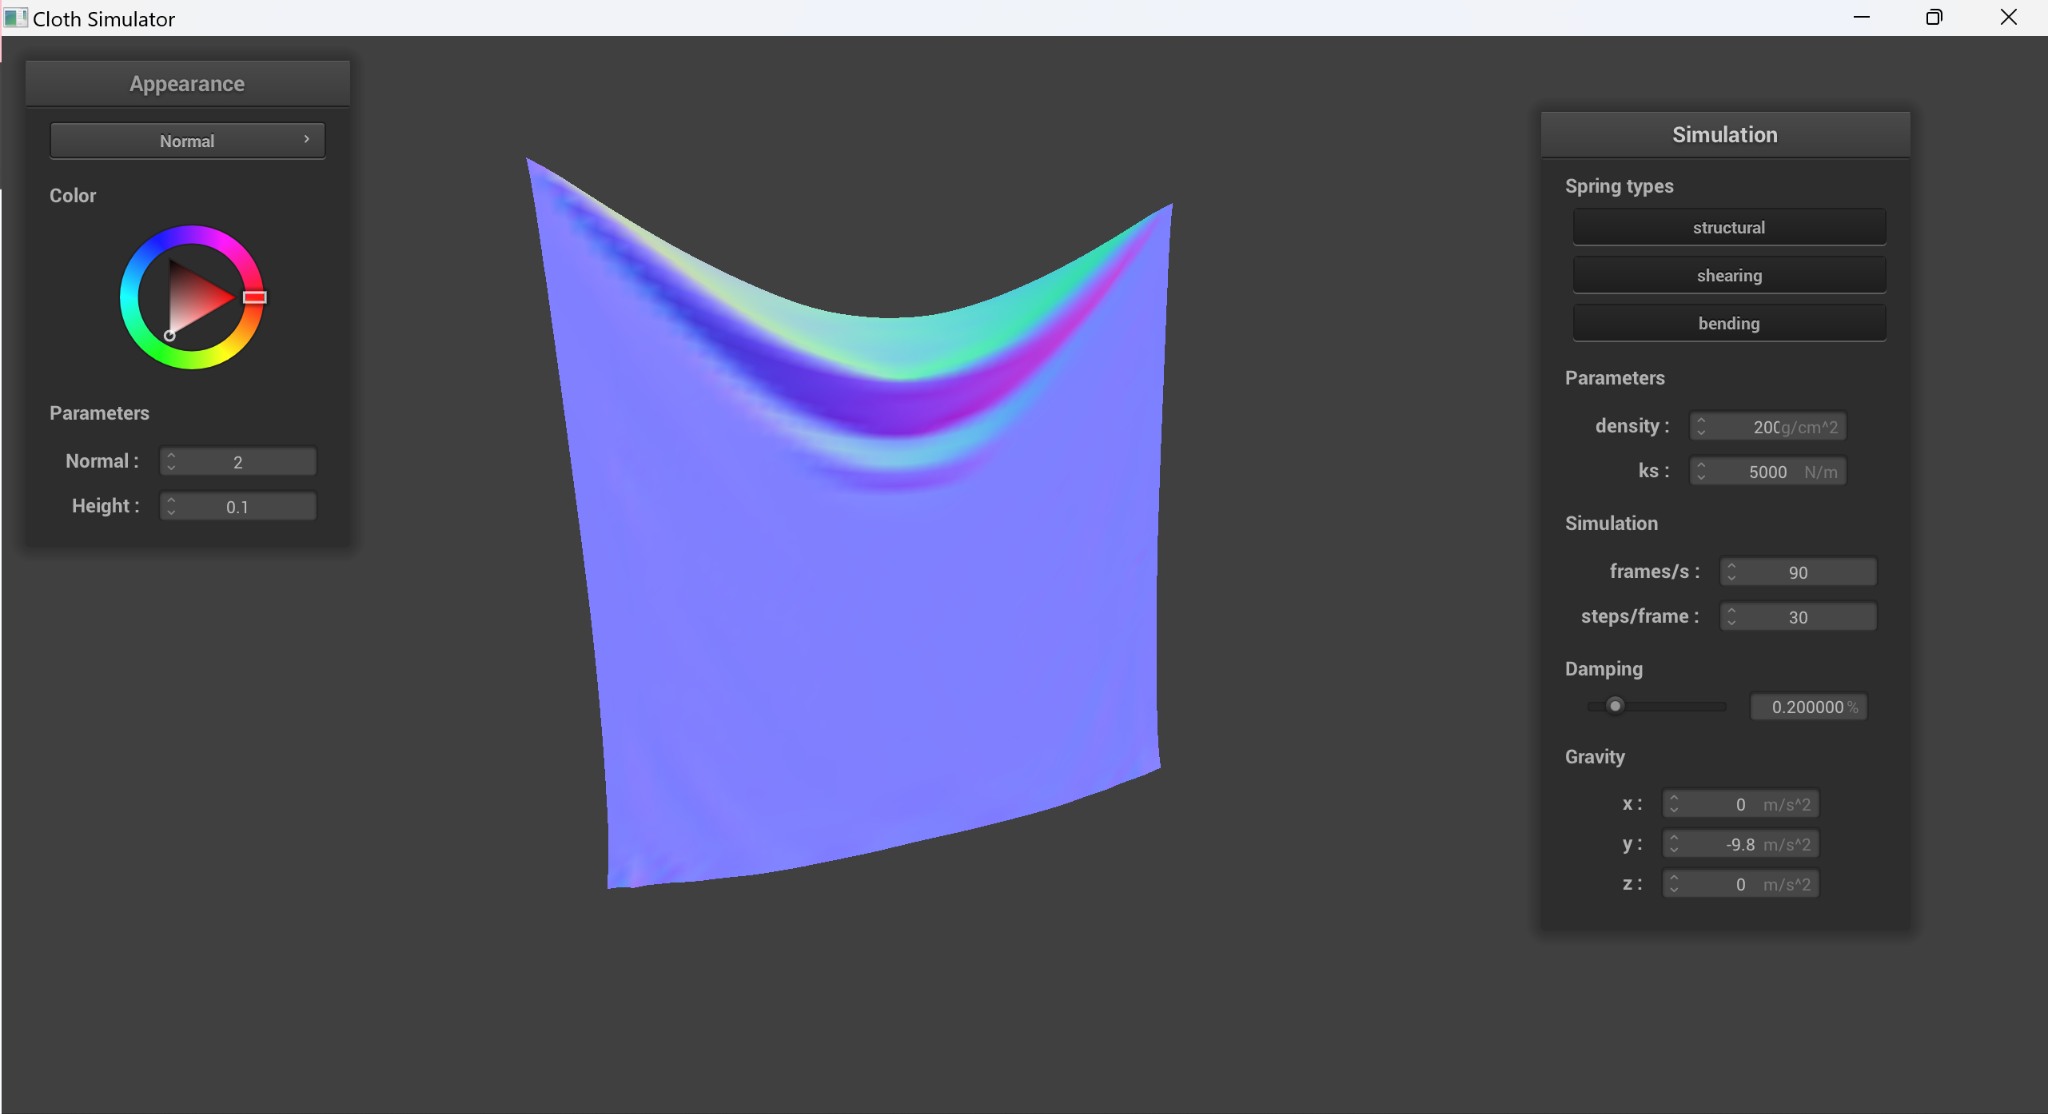 Cloth Simulator
Appearance
Normal
Color
Parameters
Normal : 2
Height : 0.1
Simulation
Spring types
structural
shearing
bending
Parameters
density : 200 g/cm^2
ks : 5000 N/m
Simulation
frames/s : 90
steps/frame : 30
Damping
0.200000 %
Gravity
x : 0 m/s^2
y : -9.8 m/s^2
z : 0 m/s^2